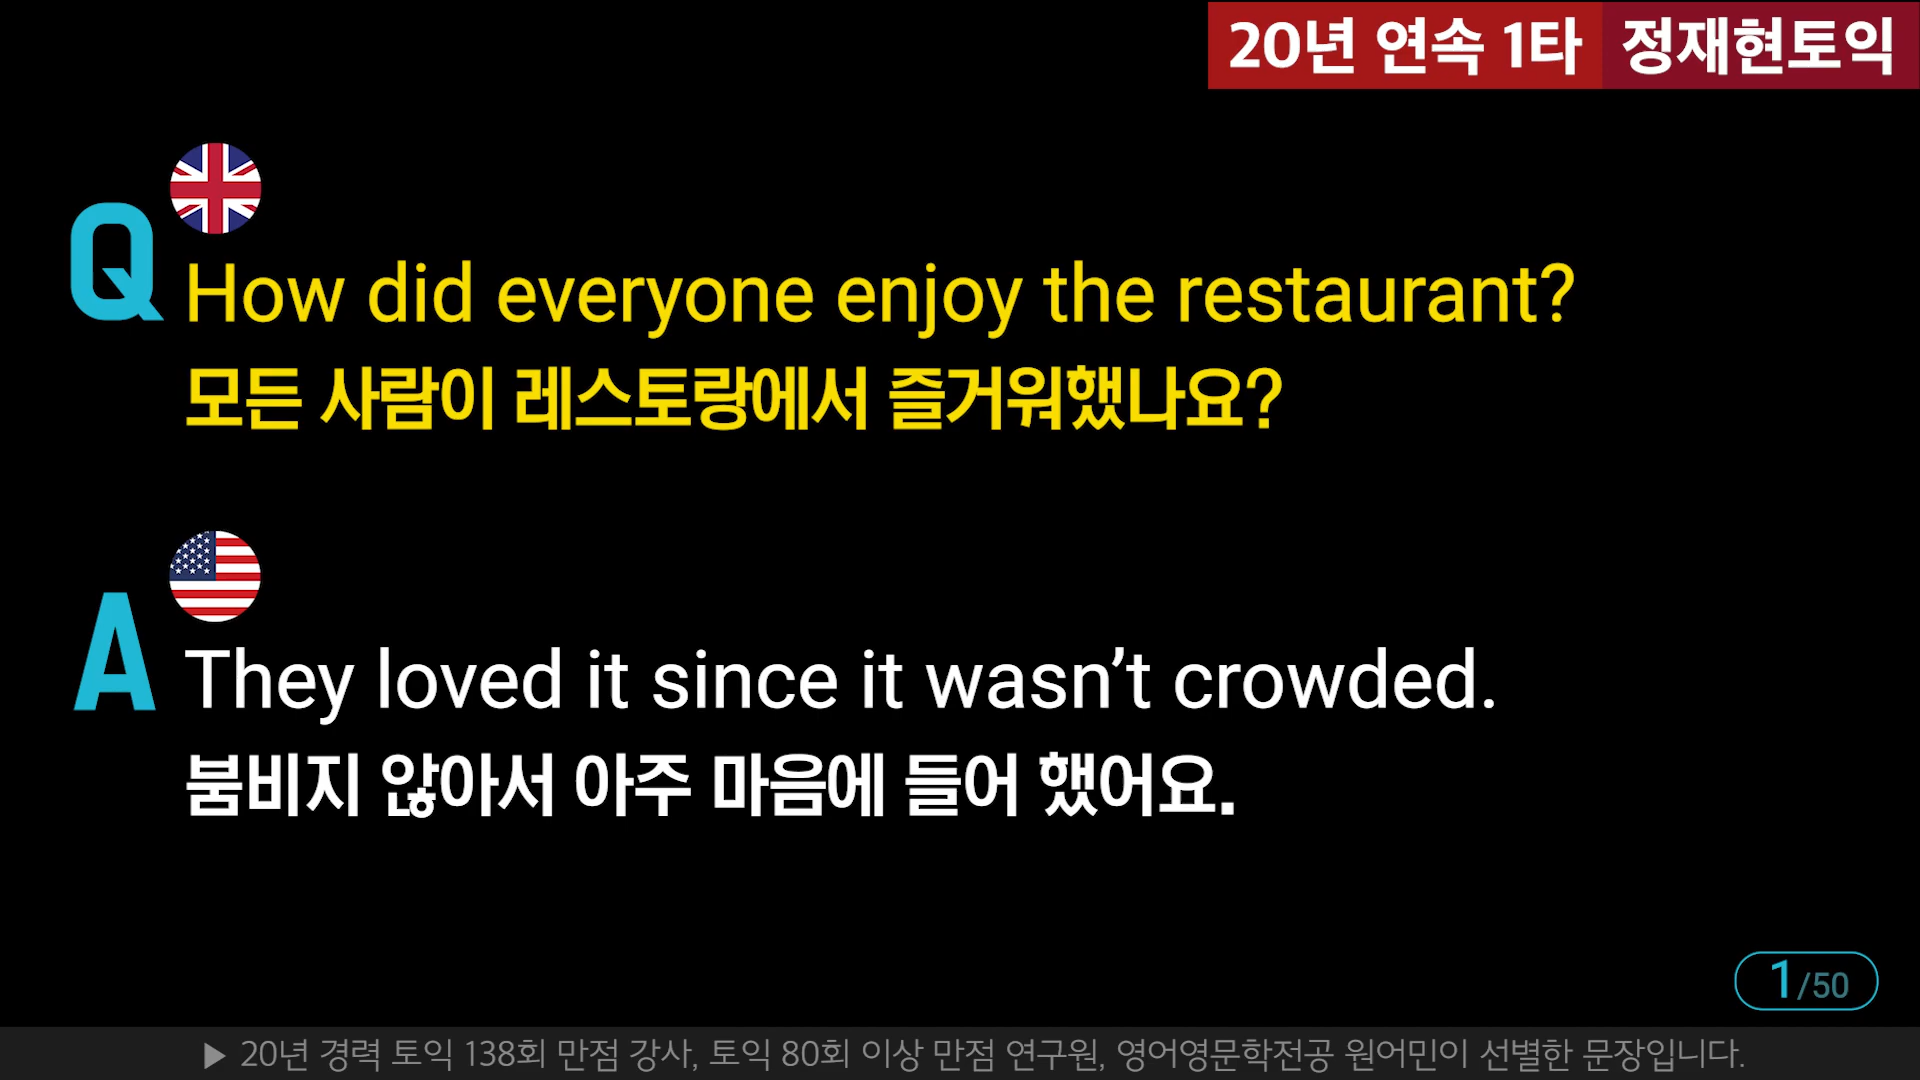 20년 연속 1타 정재현토익
Q
How did everyone enjoy the restaurant?
모든 사람이 레스토랑에서 즐거워했나요?
A
They loved it since it wasn’t crowded.
붐비지 않아서 아주 마음에 들어 했어요.
1/50
▶ 20년 경력 토익 138회 만점 강사, 토익 80회 이상 만점 연구원, 영어영문학전공 원어민이 선별한 문장입니다.